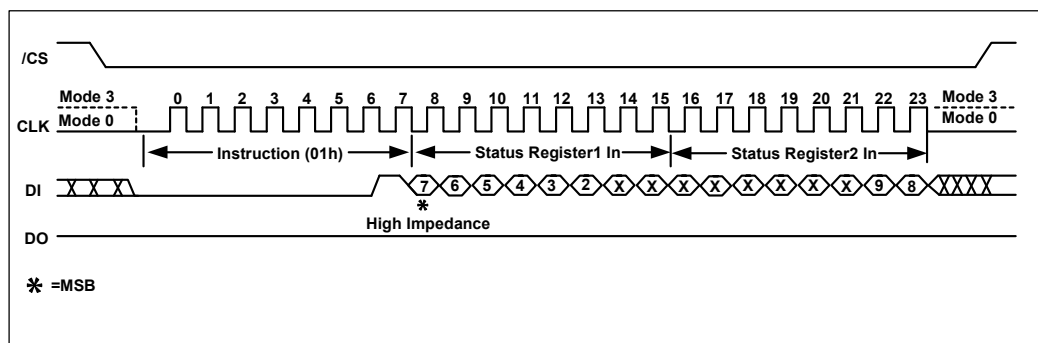 /CS
Mode 3 0 1 2 3 4 5 6 7 8 9 10 11 12 13 14 15 16 17 18 19 20 21 22 23 Mode 3
CLK Mode 0 Mode 0
Instruction (01h) Status Register1 In Status Register2 In
DI X X X 7 6 5 4 3 2 X X X X X X X X 9 8 X X X X
*
High Impedance
DO
* =MSB